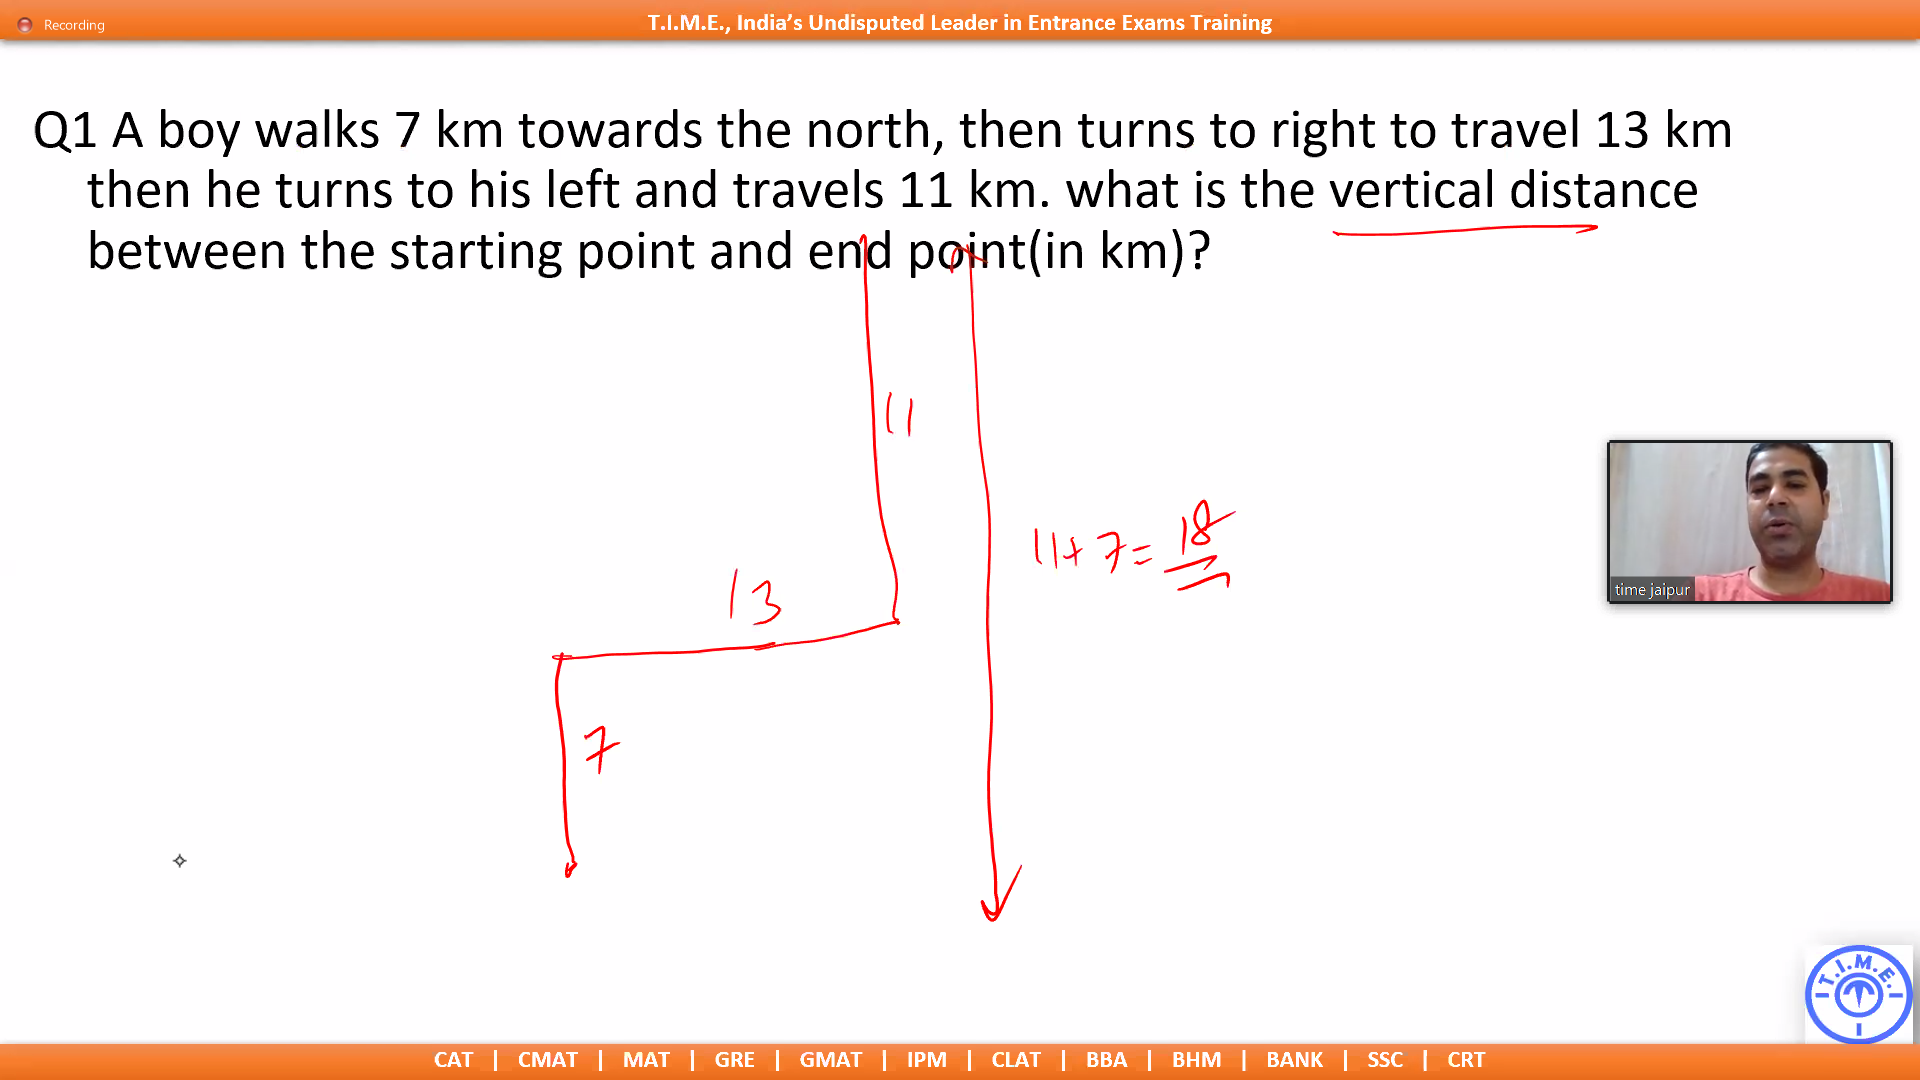 Recording
T.I.M.E., India’s Undisputed Leader in Entrance Exams Training
Q1 A boy walks 7 km towards the north, then turns to right to travel 13 km
then he turns to his left and travels 11 km. what is the vertical distance
between the starting point and end point(in km)?
11
11+7=18
13
7
time jaipur
T.I.M.E.
CAT | CMAT | MAT | GRE | GMAT | IPM | CLAT | BBA | BHM | BANK | SSC | CRT